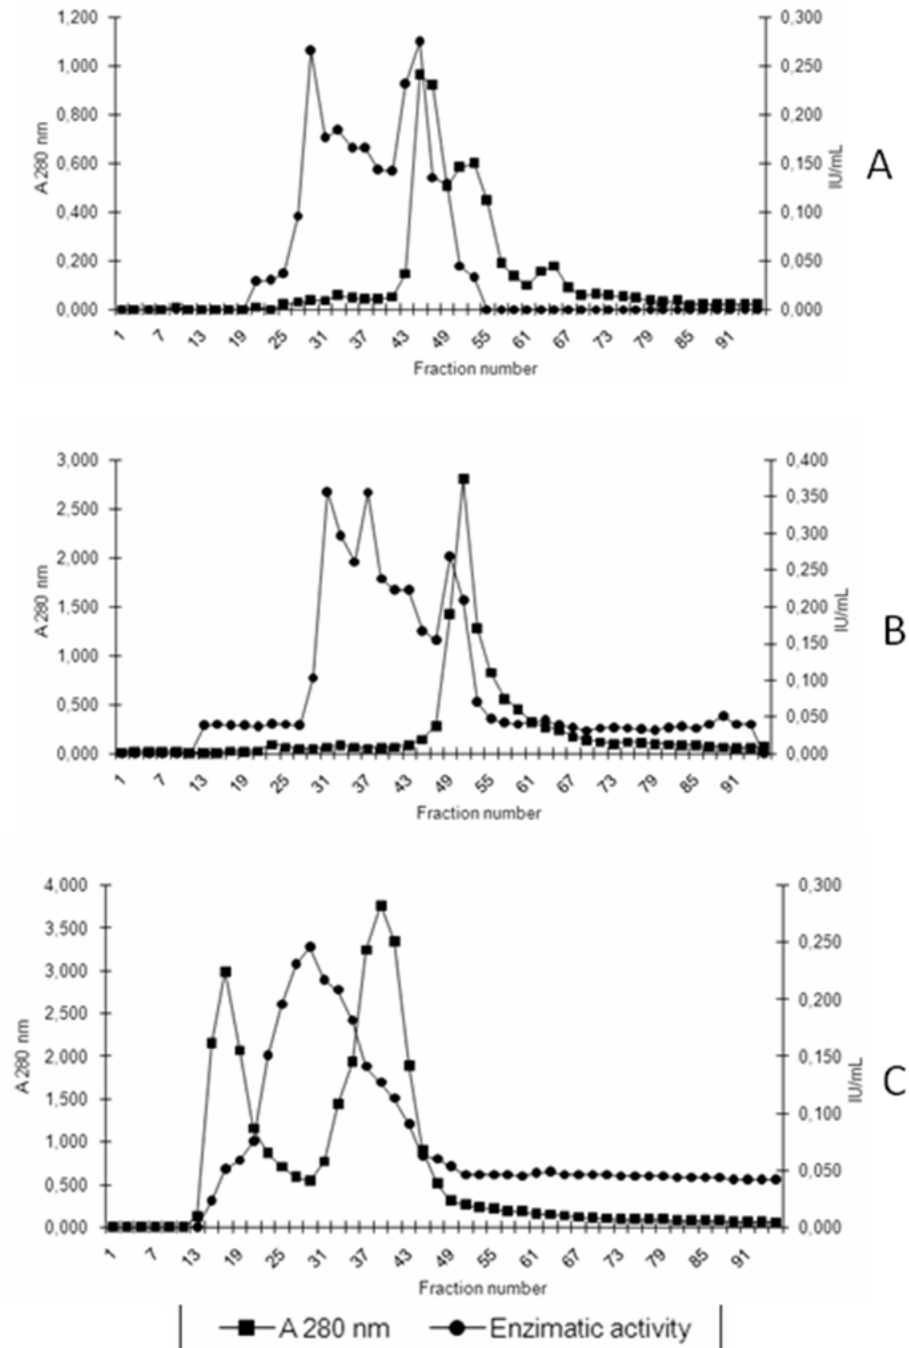 1,200
1,000
0,800
0,600
0,400
0,200
0,000
A 280 nm
0,300
0,250
0,200
0,150
0,100
0,050
0,000
IU/mL
A
1 7 13 19 25 31 37 43 49 55 61 67 73 79 85 91
Fraction number
3,000
2,500
2,000
1,500
1,000
0,500
0,000
A 280 nm
0,400
0,350
0,300
0,250
0,200
0,150
0,100
0,050
0,000
IU/mL
B
1 7 13 19 25 31 37 43 49 55 61 67 73 79 85 91
Fraction number
4,000
3,500
3,000
2,500
2,000
1,500
1,000
0,500
0,000
A 280 nm
0,300
0,250
0,200
0,150
0,100
0,050
0,000
IU/mL
C
1 7 13 19 25 31 37 43 49 55 61 67 73 79 85 91
Fraction number
A 280 nm Enzimatic activity